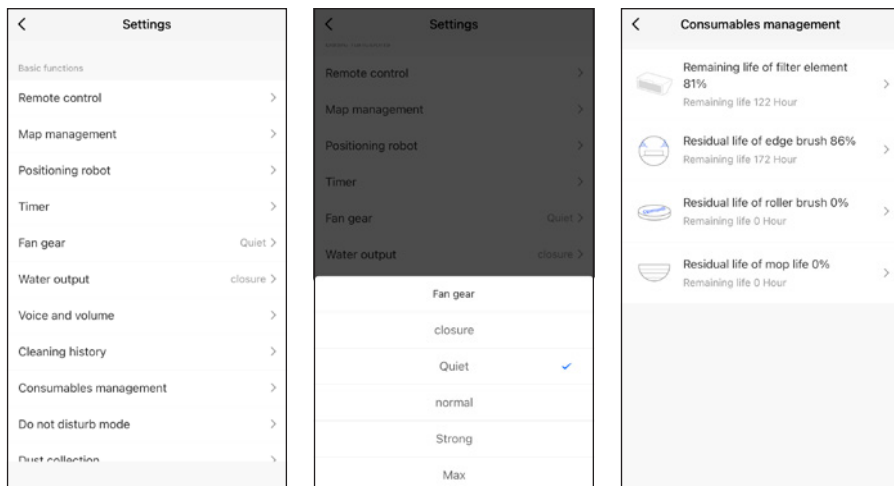 Settings
Basic functions
Remote control
Map management
Positioning robot
Timer
Fan gear Quiet
Water output closure
Voice and volume
Cleaning history
Consumables management
Do not disturb mode
Dust collection
Settings
Basic functions
Remote control
Map management
Positioning robot
Timer
Fan gear Quiet
Water output closure
Fan gear
closure
Quiet
normal
Strong
Max
Consumables management
Remaining life of filter element
81%
Remaining life 122 Hour
Residual life of edge brush 86%
Remaining life 172 Hour
Residual life of roller brush 0%
Remaining life 0 Hour
Residual life of mop life 0%
Remaining life 0 Hour